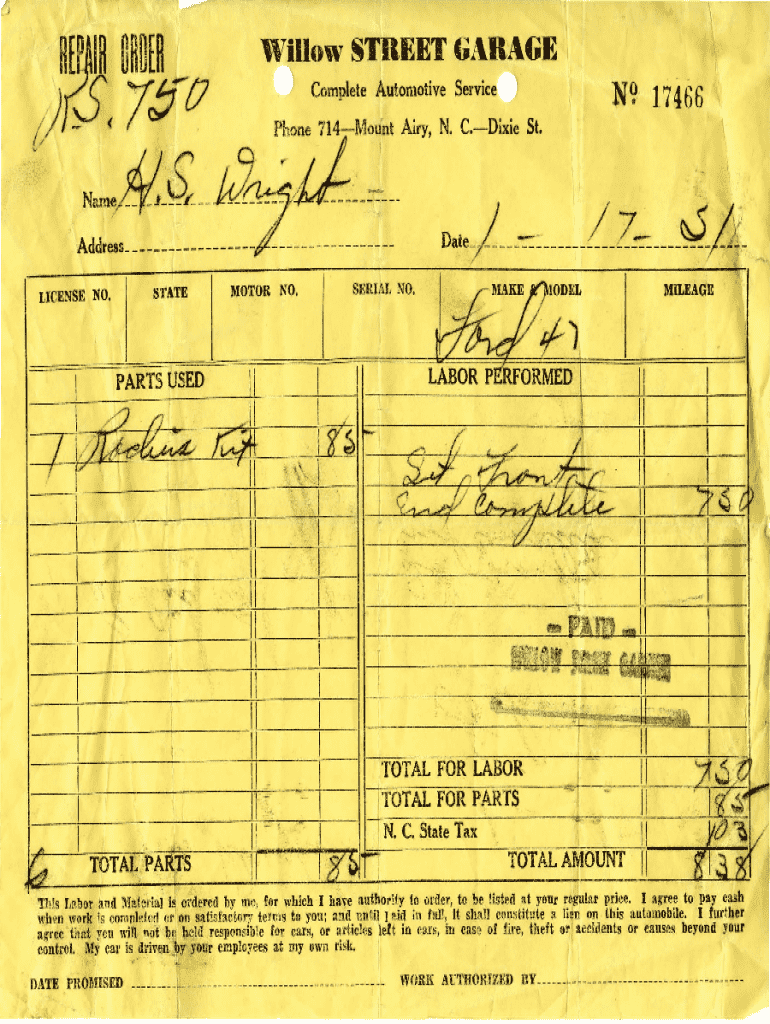 REPAIR ORDER
Willow STREET GARAGE
Complete Automotive Service
Nº 17466
Phone 714—Mount Airy, N. C.—Dixie St.
Name H. S. Wright
Address
Date 1 - 17 - 51
LICENSE NO. STATE MOTOR NO. SERIAL NO. MAKE & MODEL MILEAGE
Ford 47
PARTS USED LABOR PERFORMED
1 Radius Kit 85
Set Front
End Complete 750
- PAID -
TOTAL FOR LABOR 750
TOTAL FOR PARTS 85
N. C. State Tax 03
TOTAL PARTS 85 TOTAL AMOUNT 838
This Labor and Material is ordered by me, for which I have authority to order, to be listed at your regular price. I agree to pay cash
when work is completed or on satisfactory terms to you; and until paid in full, it shall constitute a lien on this automobile. I further
agree that you will not be held responsible for cars, or articles left in cars, in case of fire, theft or accidents or causes beyond your
control. My car is driven by your employees at my own risk.
DATE PROMISED WORK AUTHORIZED BY